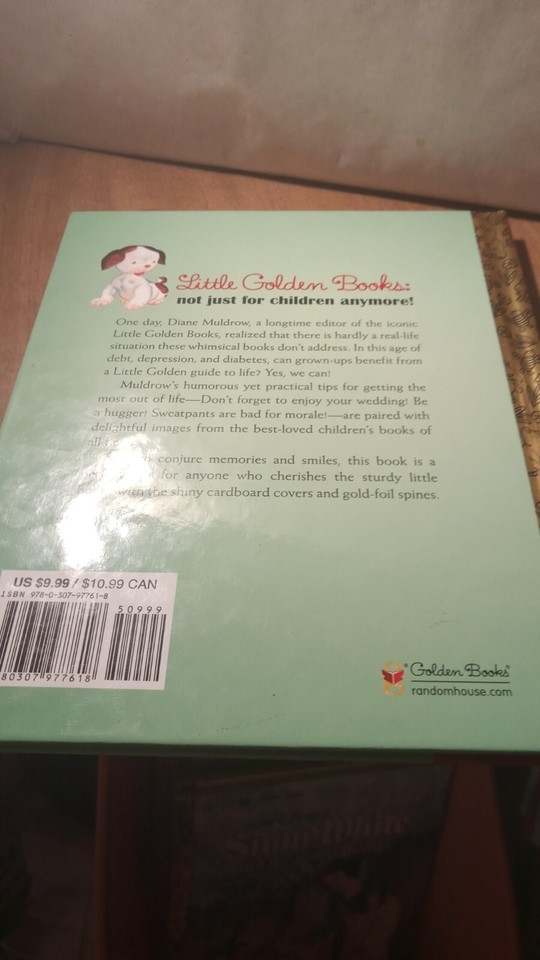 Little Golden Books:
not just for children anymore!
One day, Diane Muldrow, a longtime editor of the iconic
Little Golden Books, realized that there is hardly a real-life
situation these whimsical books don't address. In this age of
debt, depression, and diabetes, can grown-ups benefit from
a Little Golden guide to life? Yes, we can!
Muldrow's humorous yet practical tips for getting the
most out of life—Don't forget to enjoy your wedding! Be
a hugger! Sweatpants are bad for morale!—are paired with
delightful images from the best-loved children's books of
all
conjure memories and smiles, this book is a
for anyone who cherishes the sturdy little
with the shiny cardboard covers and gold-foil spines.
US $9.99 / $10.99 CAN
ISBN 978-0-307-97761-8
50999
80307 977618
Golden Books®
randomhouse.com
Snow White